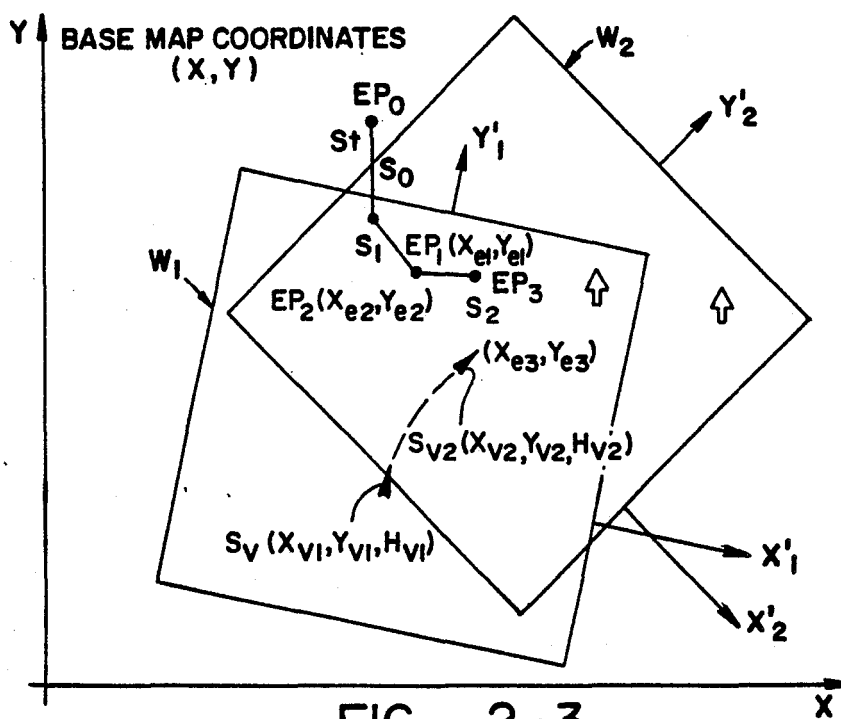 Y
BASE MAP COORDINATES
(X, Y)
W₂
EP₀
Y'₂
St
S₀
Y'₁
S₁
EP₁(Xe1,Ye1)
W₁
EP₂(Xe2,Ye2)
EP₃
S₂
(Xe3,Ye3)
SV2(XV2,YV2,HV2)
SV(XV1,YV1,HV1)
X'₁
X'₂
X